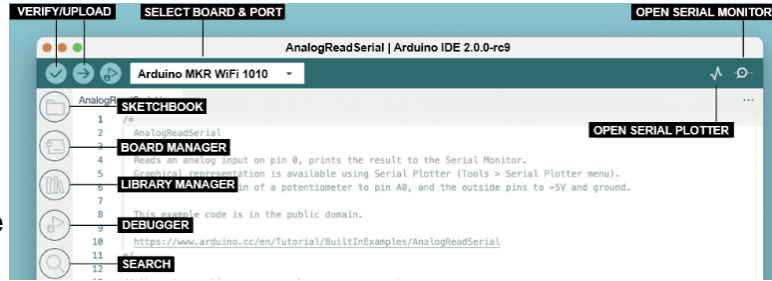 VERIFY/UPLOAD
SELECT BOARD & PORT
OPEN SERIAL MONITOR
AnalogReadSerial | Arduino IDE 2.0.0-rc9
Arduino MKR WiFi 1010
SKETCHBOOK
1 /*
2 AnalogReadSerial
OPEN SERIAL PLOTTER
BOARD MANAGER
3
4 Reads an analog input on pin 0, prints the result to the Serial Monitor.
5 Graphical representation is available using Serial Plotter (Tools > Serial Plotter menu).
LIBRARY MANAGER
6 pin of a potentiometer to pin A0, and the outside pins to +5V and ground.
7
8 This example code is in the public domain.
DEBUGGER
9
10 https://www.arduino.cc/en/Tutorial/BuiltInExamples/AnalogReadSerial
11 */
SEARCH
12
e